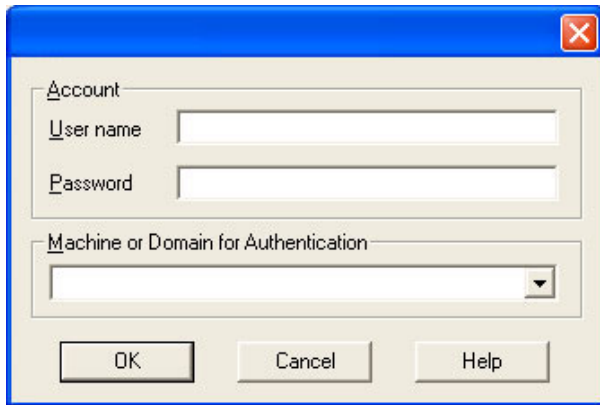 Account
User name
Password
Machine or Domain for Authentication
OK Cancel Help